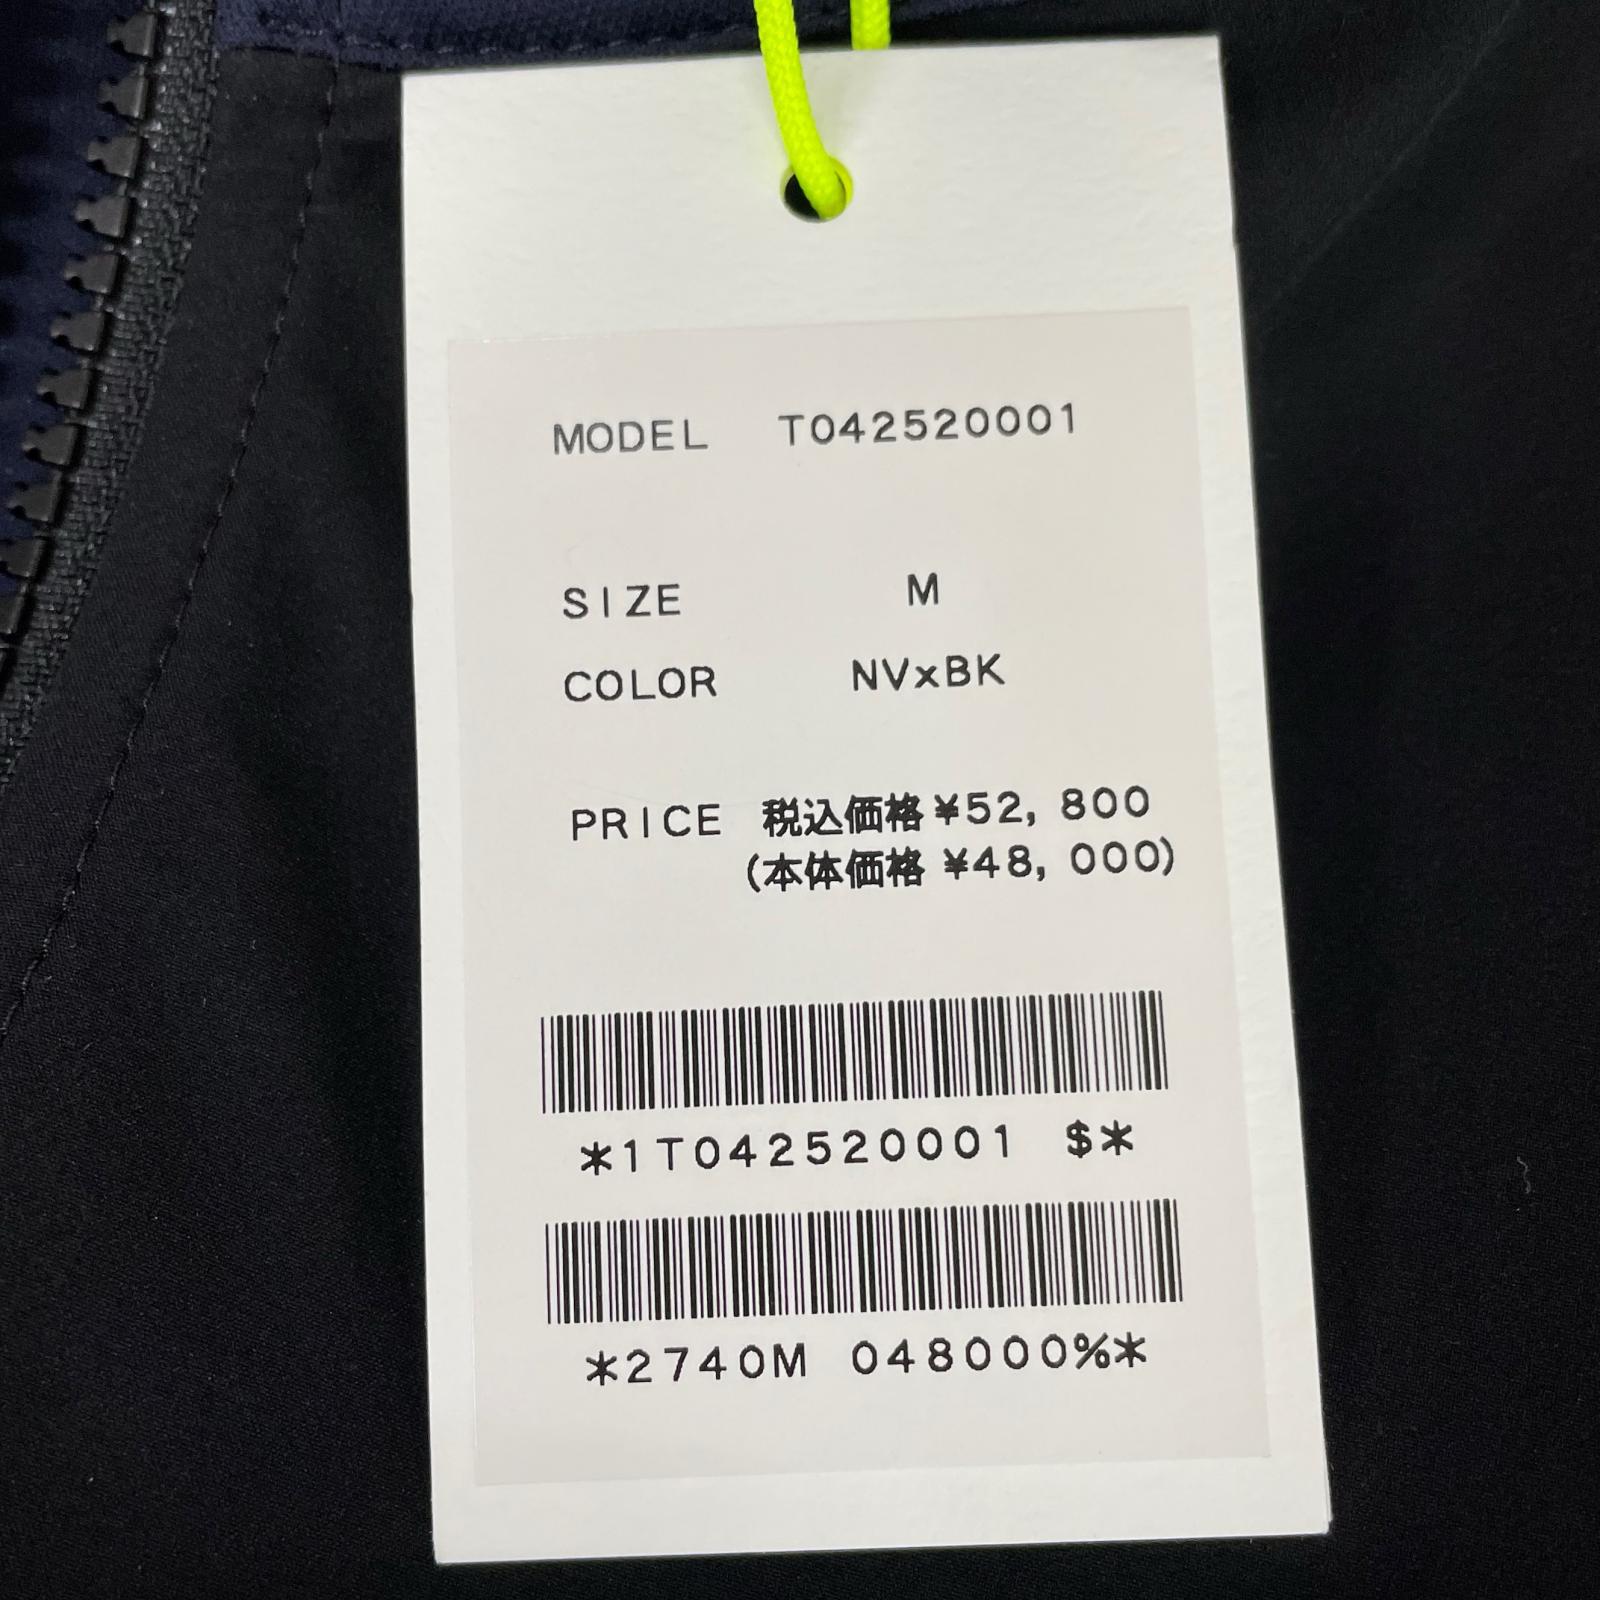 MODEL T042520001
SIZE M
COLOR NVxBK
PRICE 税込価格 ¥52, 800
(本体価格 ¥48, 000)
*1T042520001 $*
*2740M 048000%*